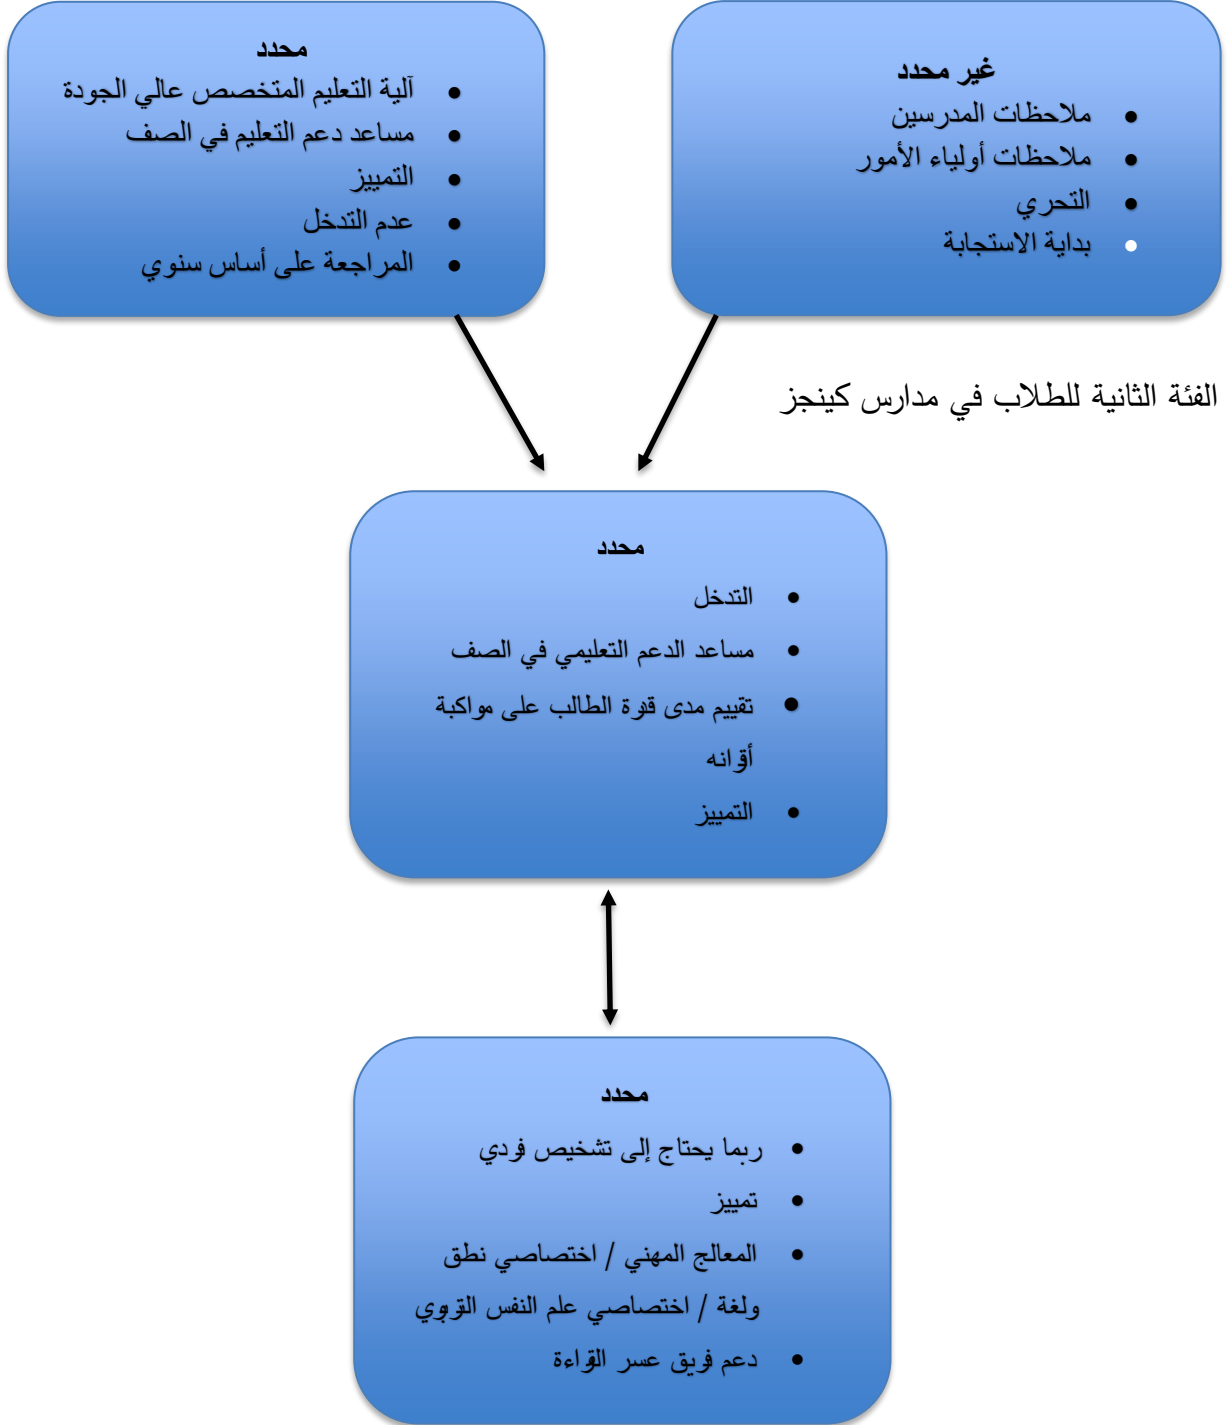 غير محدد
• ملاحظات المدرسين
• ملاحظات أولياء الأمور
• التحري
• بداية الاستجابة
محدد
• آلية التعليم المتخصص عالي الجودة
• مساعد دعم التعليم في الصف
• التمييز
• عدم التدخل
• المراجعة على أساس سنوي
الفئة الثانية للطلاب في مدارس كينجز
محدد
• التدخل
• مساعد الدعم التعليمي في الصف
• تقييم مدى قدرة الطالب على مواكبة
أقرانه
• التمييز
محدد
• ربما يحتاج إلى تشخيص فردي
• تمييز
• المعالج المهني / اختصاصي نطق
ولغة / اختصاصي علم النفس التربوي
• دعم فريق عسر القراءة